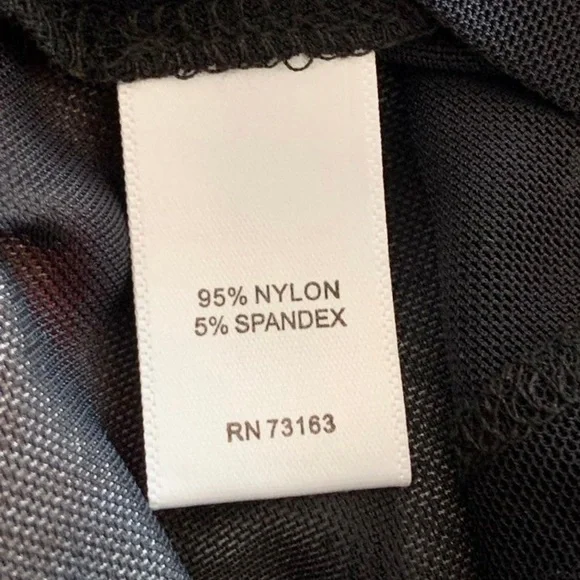 95% NYLON
5% SPANDEX
RN 73163